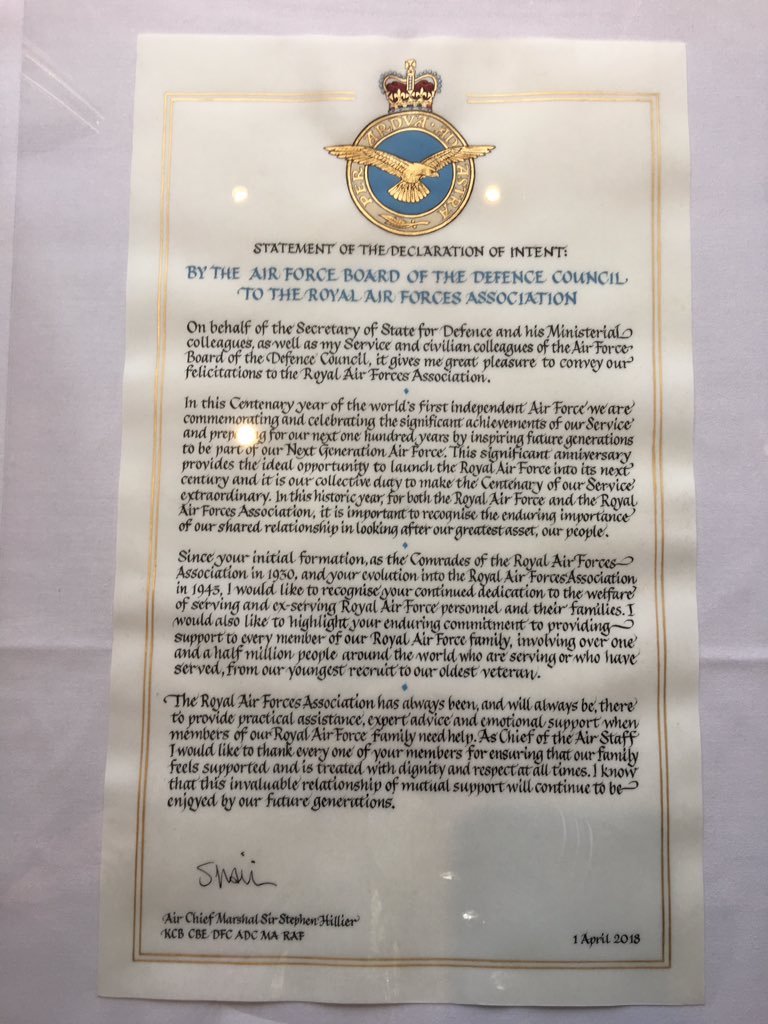 PER ARDVA AD ASTRA
STATEMENT OF THE DECLARATION OF INTENT:
BY THE AIR FORCE BOARD OF THE DEFENCE COUNCIL
TO THE ROYAL AIR FORCES ASSOCIATION
On behalf of the Secretary of State for Defence and his Ministerial
colleagues, as well as my Service and civilian colleagues of the Air Force
Board of the Defence Council, it gives me great pleasure to convey our
felicitations to the Royal Air Forces Association.
In this Centenary year of the world's first independent Air Force we are
commemorating and celebrating the significant achievements of our Service
and preparing for our next one hundred years by inspiring future generations
to be part of our Next Generation Air Force. This significant anniversary
provides the ideal opportunity to launch the Royal Air Force into its next
century and it is our collective duty to make the Centenary of our Service
extraordinary. In this historic year, for both the Royal Air Force and the Royal
Air Forces Association, it is important to recognise the enduring importance
of our shared relationship in looking after our greatest asset, our people.
Since your initial formation, as the Comrades of the Royal Air Forces
Association in 1930, and your evolution into the Royal Air Forces Association
in 1943, I would like to recognise your continued dedication to the welfare
of serving and ex-serving Royal Air Force personnel and their families. I
would also like to highlight your enduring commitment to providing
support to every member of our Royal Air Force family, involving over one
and a half million people around the world who are serving or who have
served, from our youngest recruit to our oldest veteran.
The Royal Air Forces Association has always been, and will always be, there
to provide practical assistance, expert advice and emotional support when
members of our Royal Air Force family need help. As Chief of the Air Staff
I would like to thank every one of your members for ensuring that our family
feels supported and is treated with dignity and respect at all times. I know
that this invaluable relationship of mutual support will continue to be
enjoyed by our future generations.
Air Chief Marshal Sir Stephen Hillier
KCB CBE DFC ADC MA RAF
1 April 2018